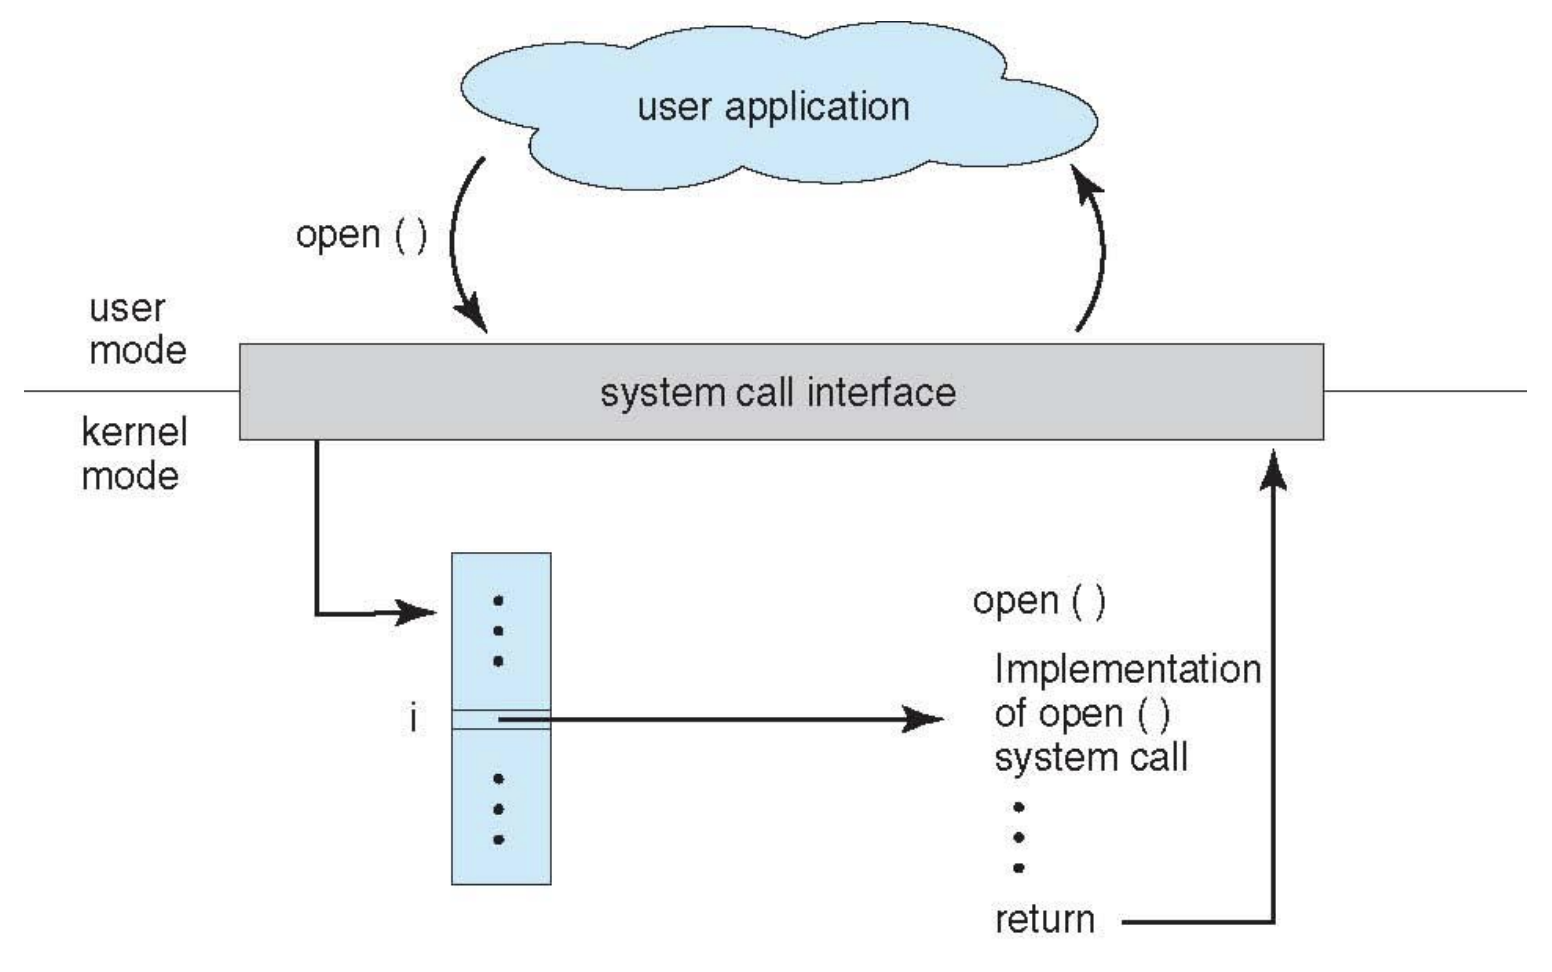 user application
open ( )
user
mode
system call interface
kernel
mode
open ( )
Implementation
of open ( )
system call
i
return